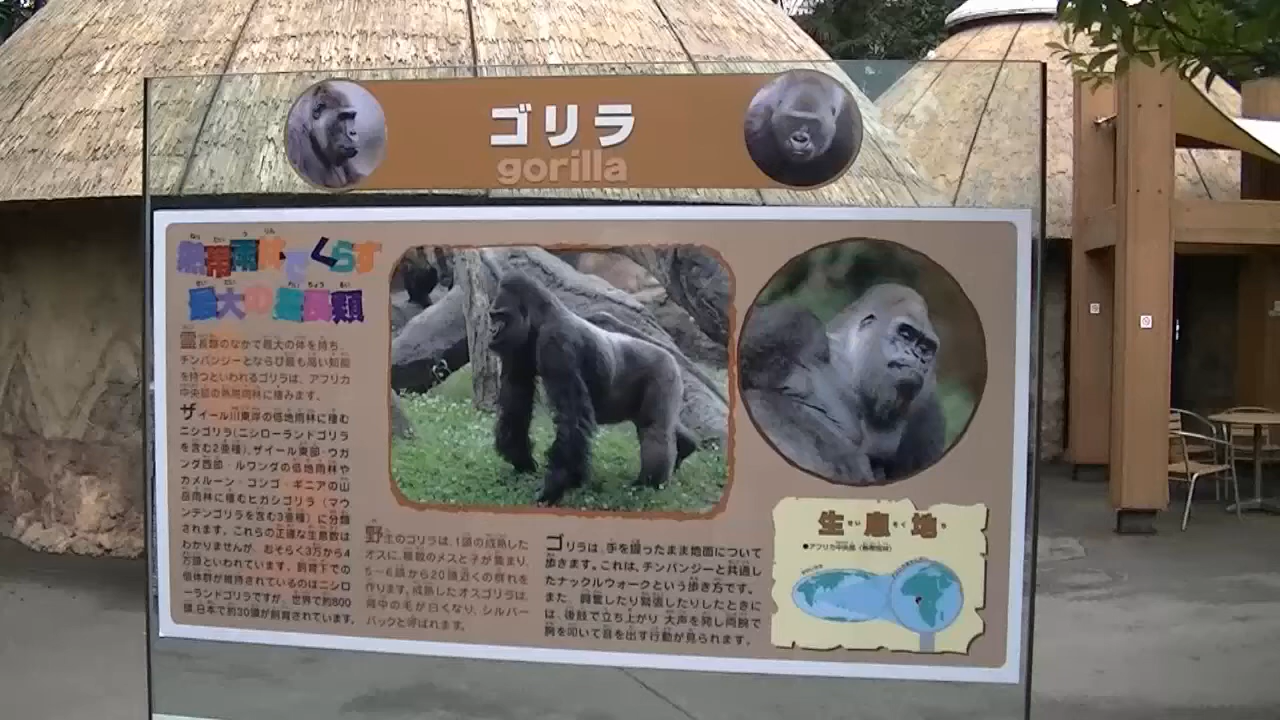 ゴリラ
gorilla
熱帯雨林でくらす
最大の霊長類
霊長類のなかで最大の体を持ち、
チンパンジーとならび最も高い知能
を持つといわれるゴリラは、アフリカ
中央部の熱帯雨林に棲みます。
ザイール川東岸の低地雨林に棲む
ニシゴリラ(ニシローランドゴリラ
を含む2亜種)、ザイール東部・ウガ
ンダ西部・ルワンダの低地雨林や
カメルーン・コンゴ・ギニアの山
岳雨林に棲むヒガシゴリラ(マウ
ンテンゴリラを含む3亜種)に分類
されます。これらの正確な生息数は
わかりませんが、おそらく3万から4
万頭といわれています。飼育下での
個体群が維持されているのはニシロ
ーランドゴリラですが、世界で約800
頭、日本で約30頭が飼育されています。
野生のゴリラは、1頭の成熟した
オスに、複数のメスと子が集まり、
5〜6頭から20頭近くの群れを
作ります。成熟したオスゴリラは、
背中の毛が白くなり、シルバー
バックと呼ばれます。
ゴリラは、手を握ったまま地面について
歩きます。これは、チンパンジーと共通し
たナックルウォークという歩き方です。
また、興奮したり緊張したりしたときに
は、後肢で立ち上がり 大声を発し両腕で
胸を叩いて音を出す行動が見られます。
生息地
●アフリカ中央部(熱帯雨林)